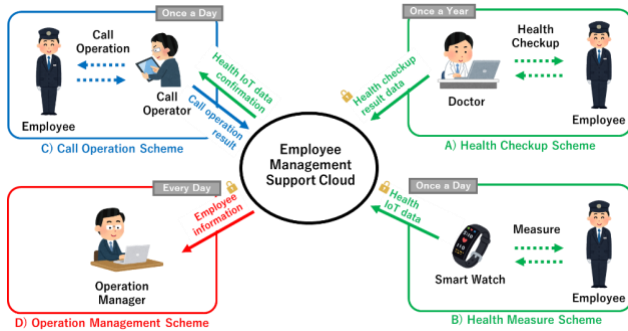 Once a Day
Call
Operation
Employee
Call
Operator
Health IoT data
confirmation
Call operation
result
C) Call Operation Scheme
Once a Year
Health
Checkup
Health checkup
result data
Doctor
Employee
A) Health Checkup Scheme
Employee
Management
Support Cloud
Every Day
Employee
information
Operation
Manager
D) Operation Management Scheme
Once a Day
Health
IoT data
Measure
Smart Watch
Employee
B) Health Measure Scheme